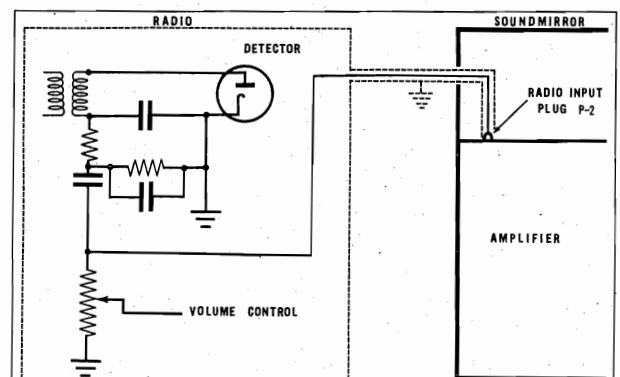 RADIO
SOUNDMIRROR
DETECTOR
RADIO INPUT
PLUG P-2
AMPLIFIER
VOLUME CONTROL